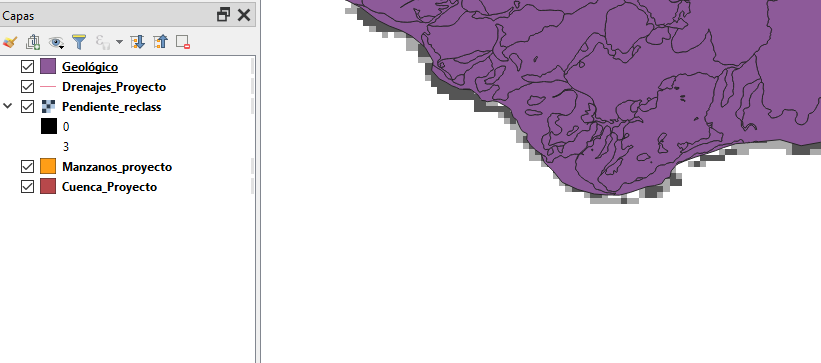 Capas
Geológico
Drenajes_Proyecto
Pendiente_reclass
0
3
Manzanos_proyecto
Cuenca_Proyecto